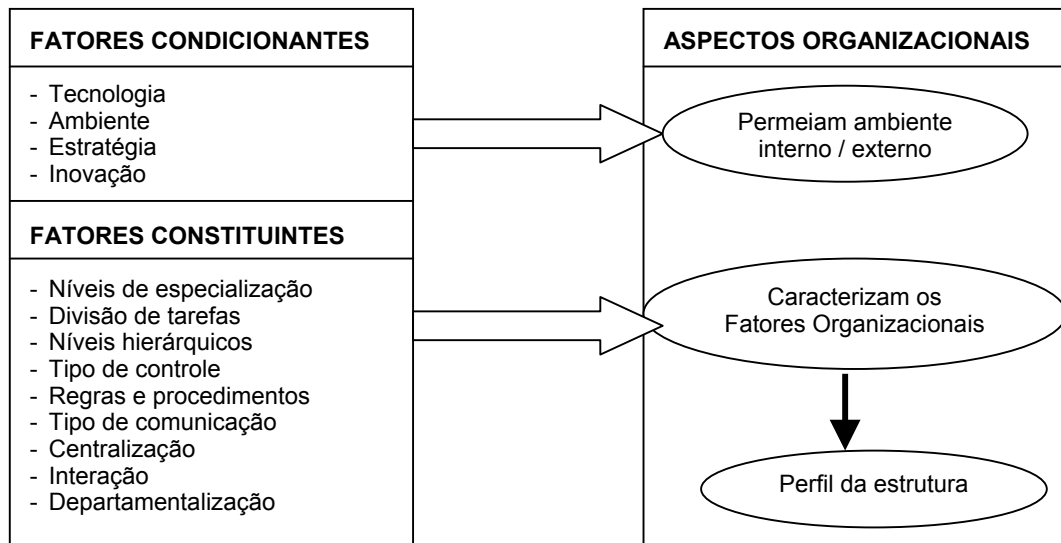 FATORES CONDICIONANTES
- Tecnologia
- Ambiente
- Estratégia
- Inovação
FATORES CONSTITUINTES
- Níveis de especialização
- Divisão de tarefas
- Níveis hierárquicos
- Tipo de controle
- Regras e procedimentos
- Tipo de comunicação
- Centralização
- Interação
- Departamentalização
ASPECTOS ORGANIZACIONAIS
Permeiam ambiente
interno / externo
Caracterizam os
Fatores Organizacionais
Perfil da estrutura